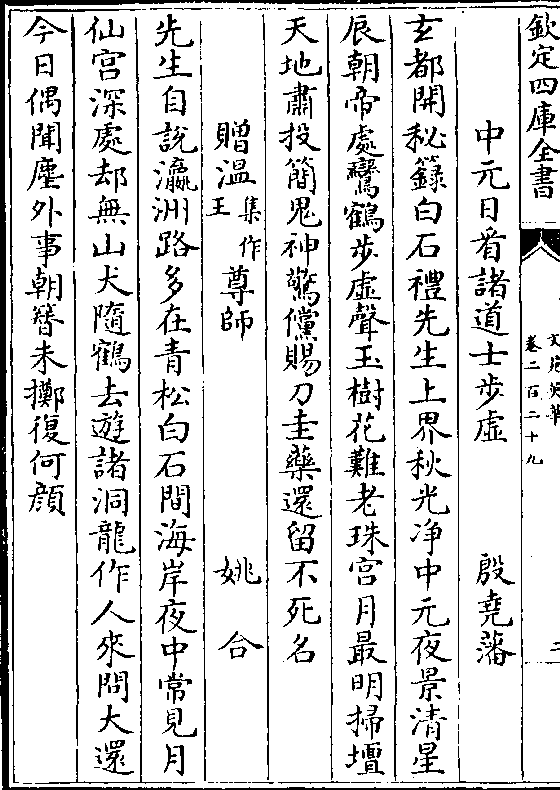 欽定四庫全書
文苑英華
卷二百二十九
中元日看諸道士步虛 殷堯藩
玄都開秘籙白石禮先生上界秋光净中元夜景清星
辰朝帝處鸞鶴步虛聲玉樹花難老珠宫月最明掃壇
天地肅投簡鬼神驚儻賜刀圭藥還留不死名
贈溫集作王尊師 姚合
先生自說瀛洲路多在青松白石間海岸夜中常見月
仙宫深處却無山犬隨鶴去遊諸洞龍作人來問大還
今日偶聞塵外事朝簪未擲復何顔